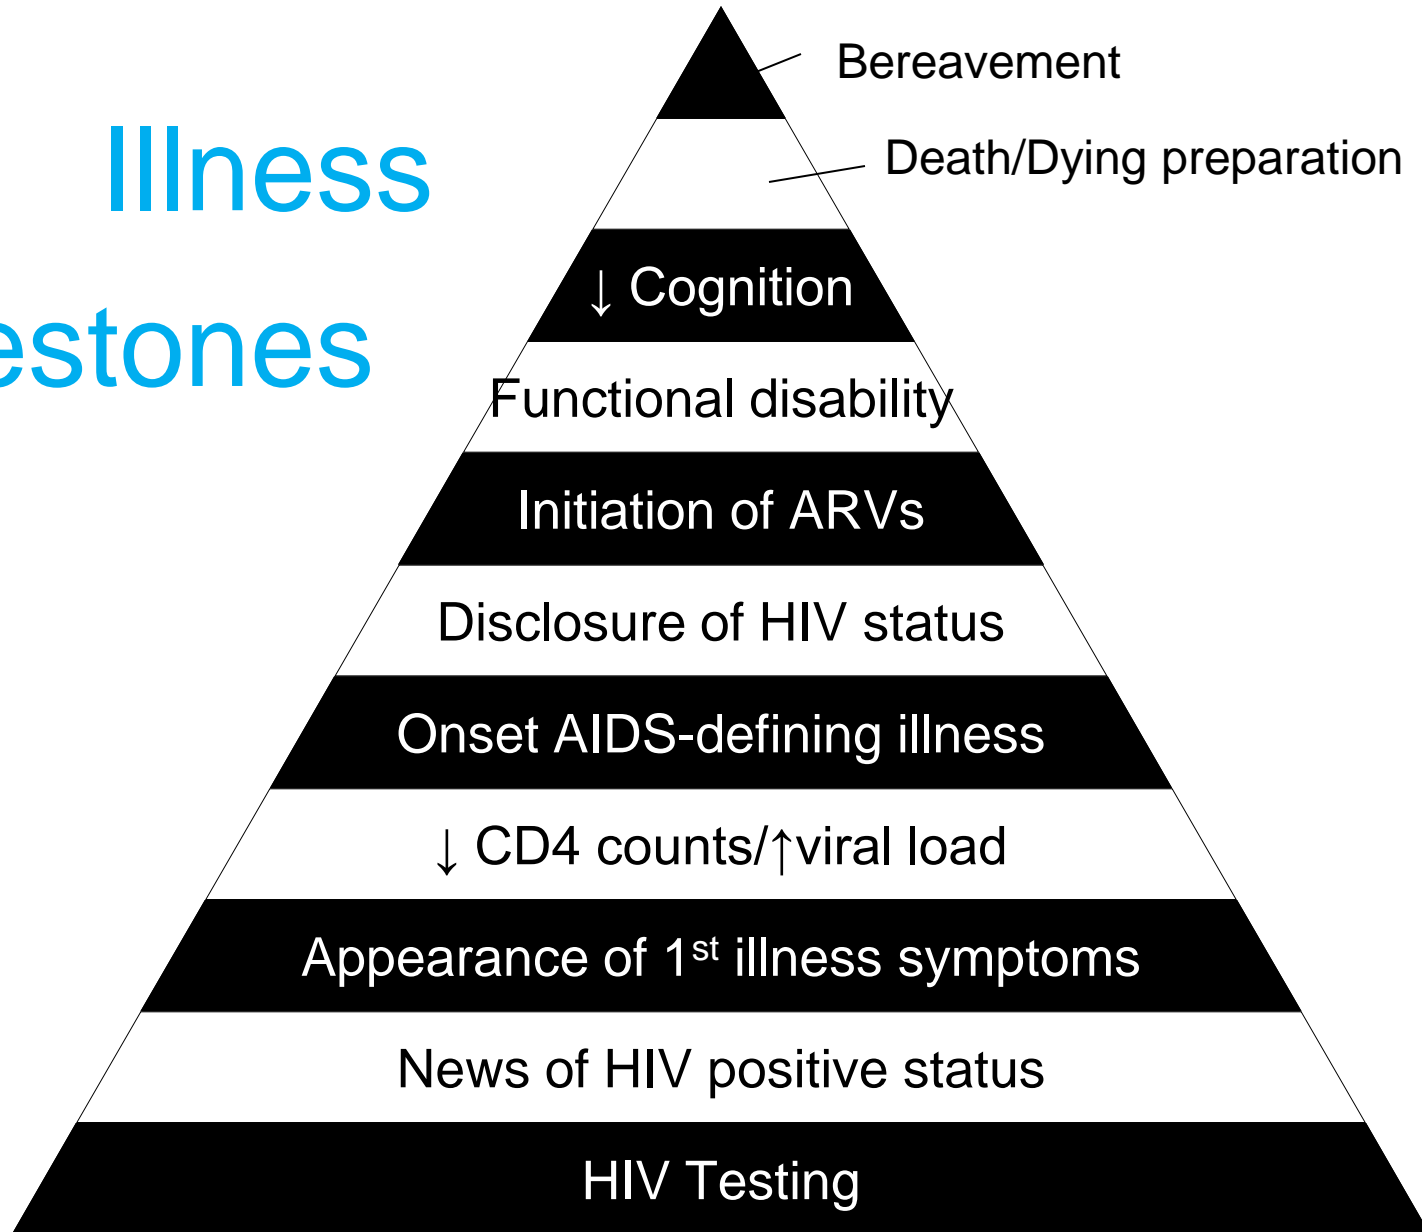 Illness
estones
Bereavement
Death/Dying preparation
↓ Cognition
Functional disability
Initiation of ARVs
Disclosure of HIV status
Onset AIDS-defining illness
↓ CD4 counts/↑viral load
Appearance of 1st illness symptoms
News of HIV positive status
HIV Testing